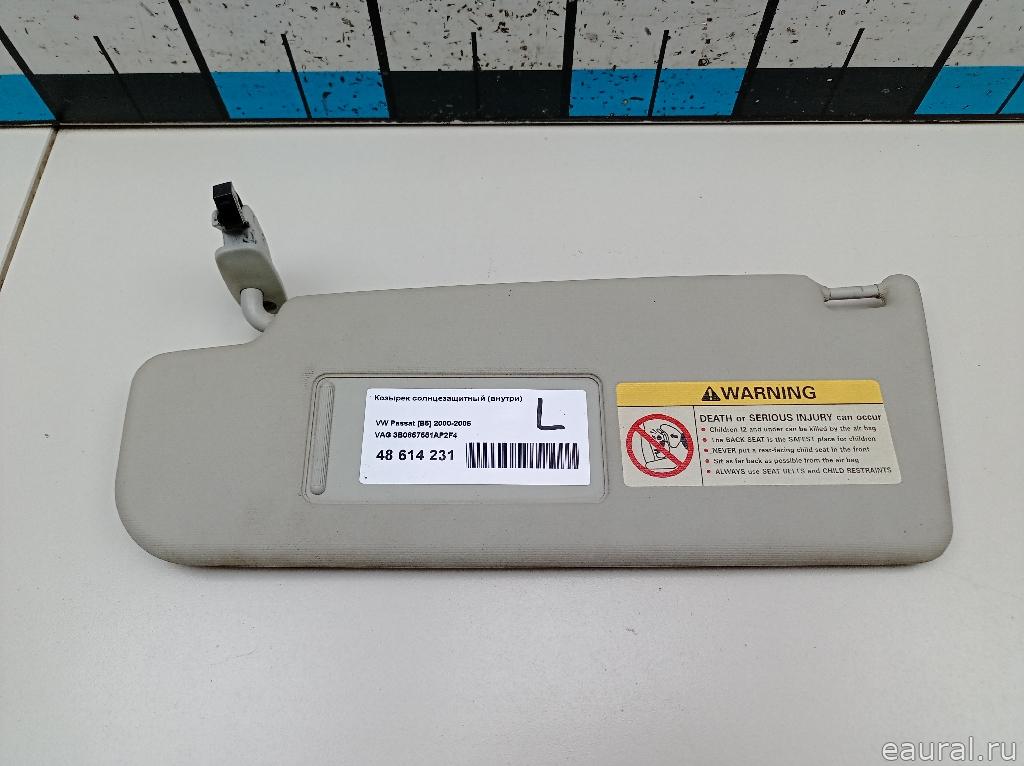 Козырек солнцезащитный (внутри)
L
VW Passat [B5] 2000-2005
VAG 3B0857551AP2F4
48 614 231
WARNING
DEATH or SERIOUS INJURY can occur
• Children 12 and under can be killed by the air bag
• The BACK SEAT is the SAFEST place for children
• NEVER put a rear-facing child seat in the front
• Sit as far back as possible from the air bag
• ALWAYS use SEAT BELTS and CHILD RESTRAINTS
eaural.ru